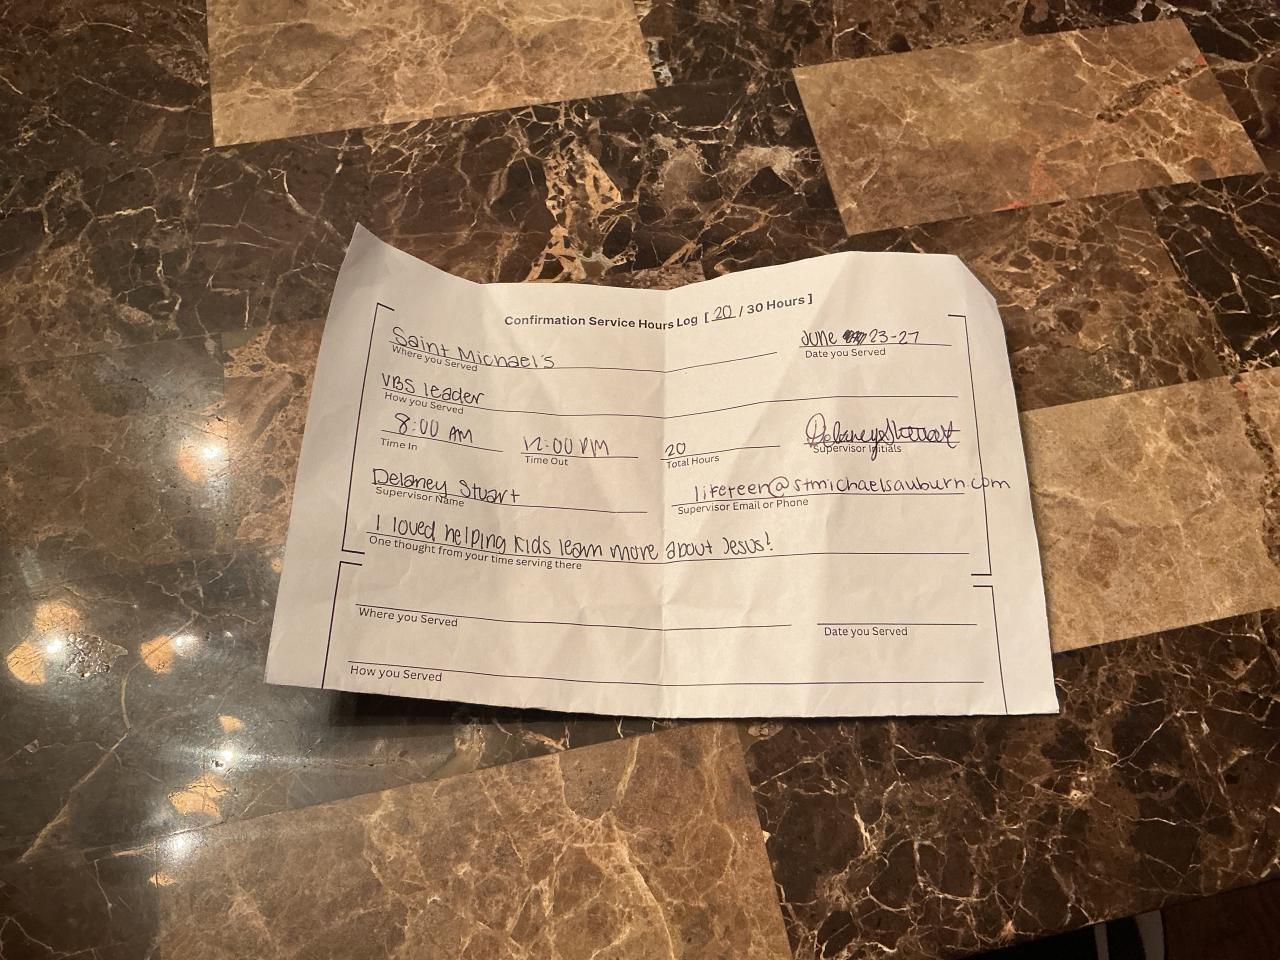 Confirmation Service Hours Log [ 20 / 30 Hours ]
Saint Michael's June 23-27
Where you Served Date you Served
VBS leader
How you Served
8:00 AM 12:00 PM 20 Delaney Stuart
Time In Time Out Total Hours Supervisor Initials
Delaney Stuart lifeteen@stmichaelsauburn.com
Supervisor Name Supervisor Email or Phone
I loved helping kids learn more about Jesus!
One thought from your time serving there
Where you Served Date you Served
How you Served